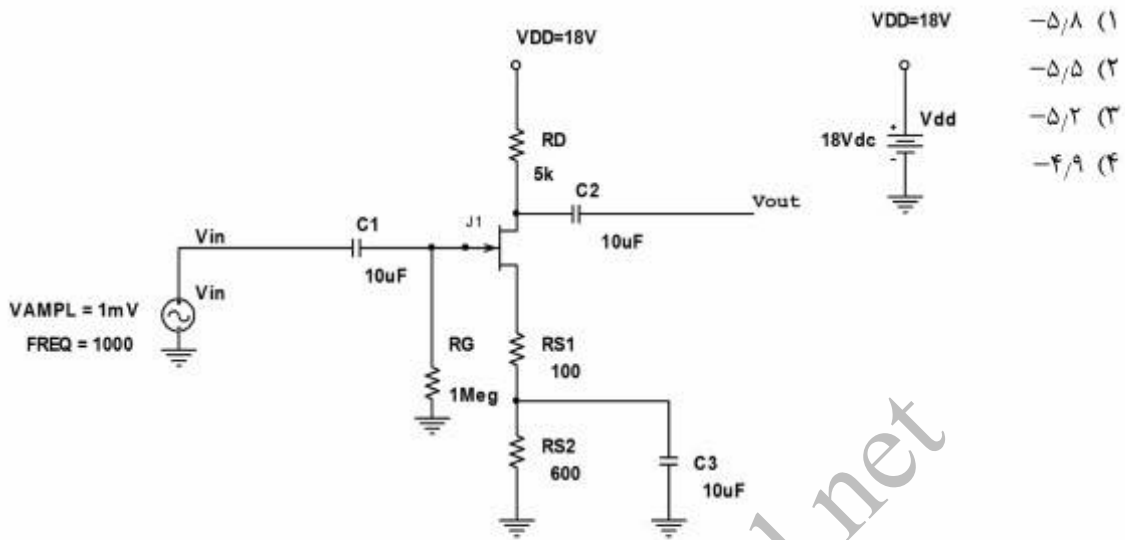 VDD=18V
RD
5k
C2
10uF
Vout
J1
C1
10uF
Vin
Vin
VAMPL = 1mV
FREQ = 1000
RG
1Meg
RS1
100
RS2
600
C3
10uF
VDD=18V
Vdd
18Vdc
+
-
۱) -۵٫۸
۲) -۵٫۵
۳) -۵٫۲
۴) -۴٫۹